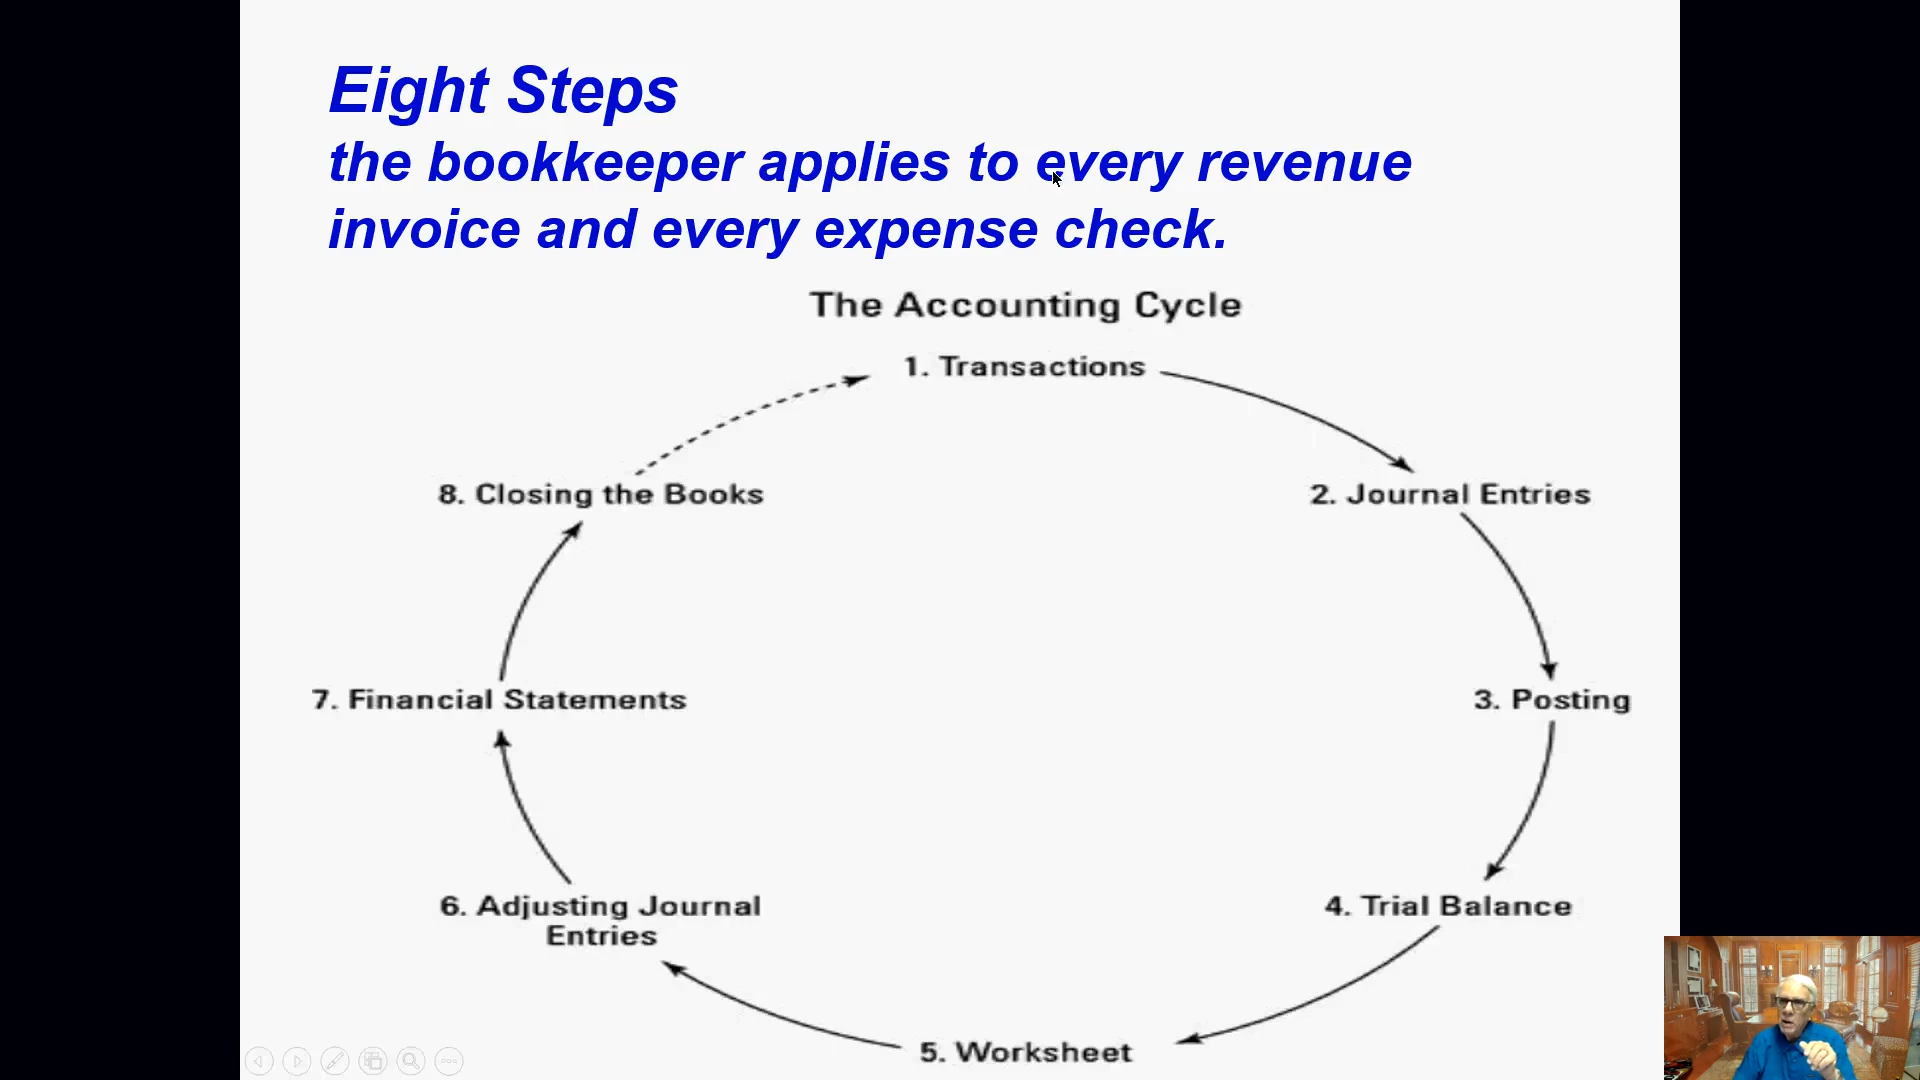 Eight Steps
the bookkeeper applies to every revenue
invoice and every expense check.
The Accounting Cycle
1. Transactions
2. Journal Entries
3. Posting
4. Trial Balance
5. Worksheet
6. Adjusting Journal
Entries
7. Financial Statements
8. Closing the Books